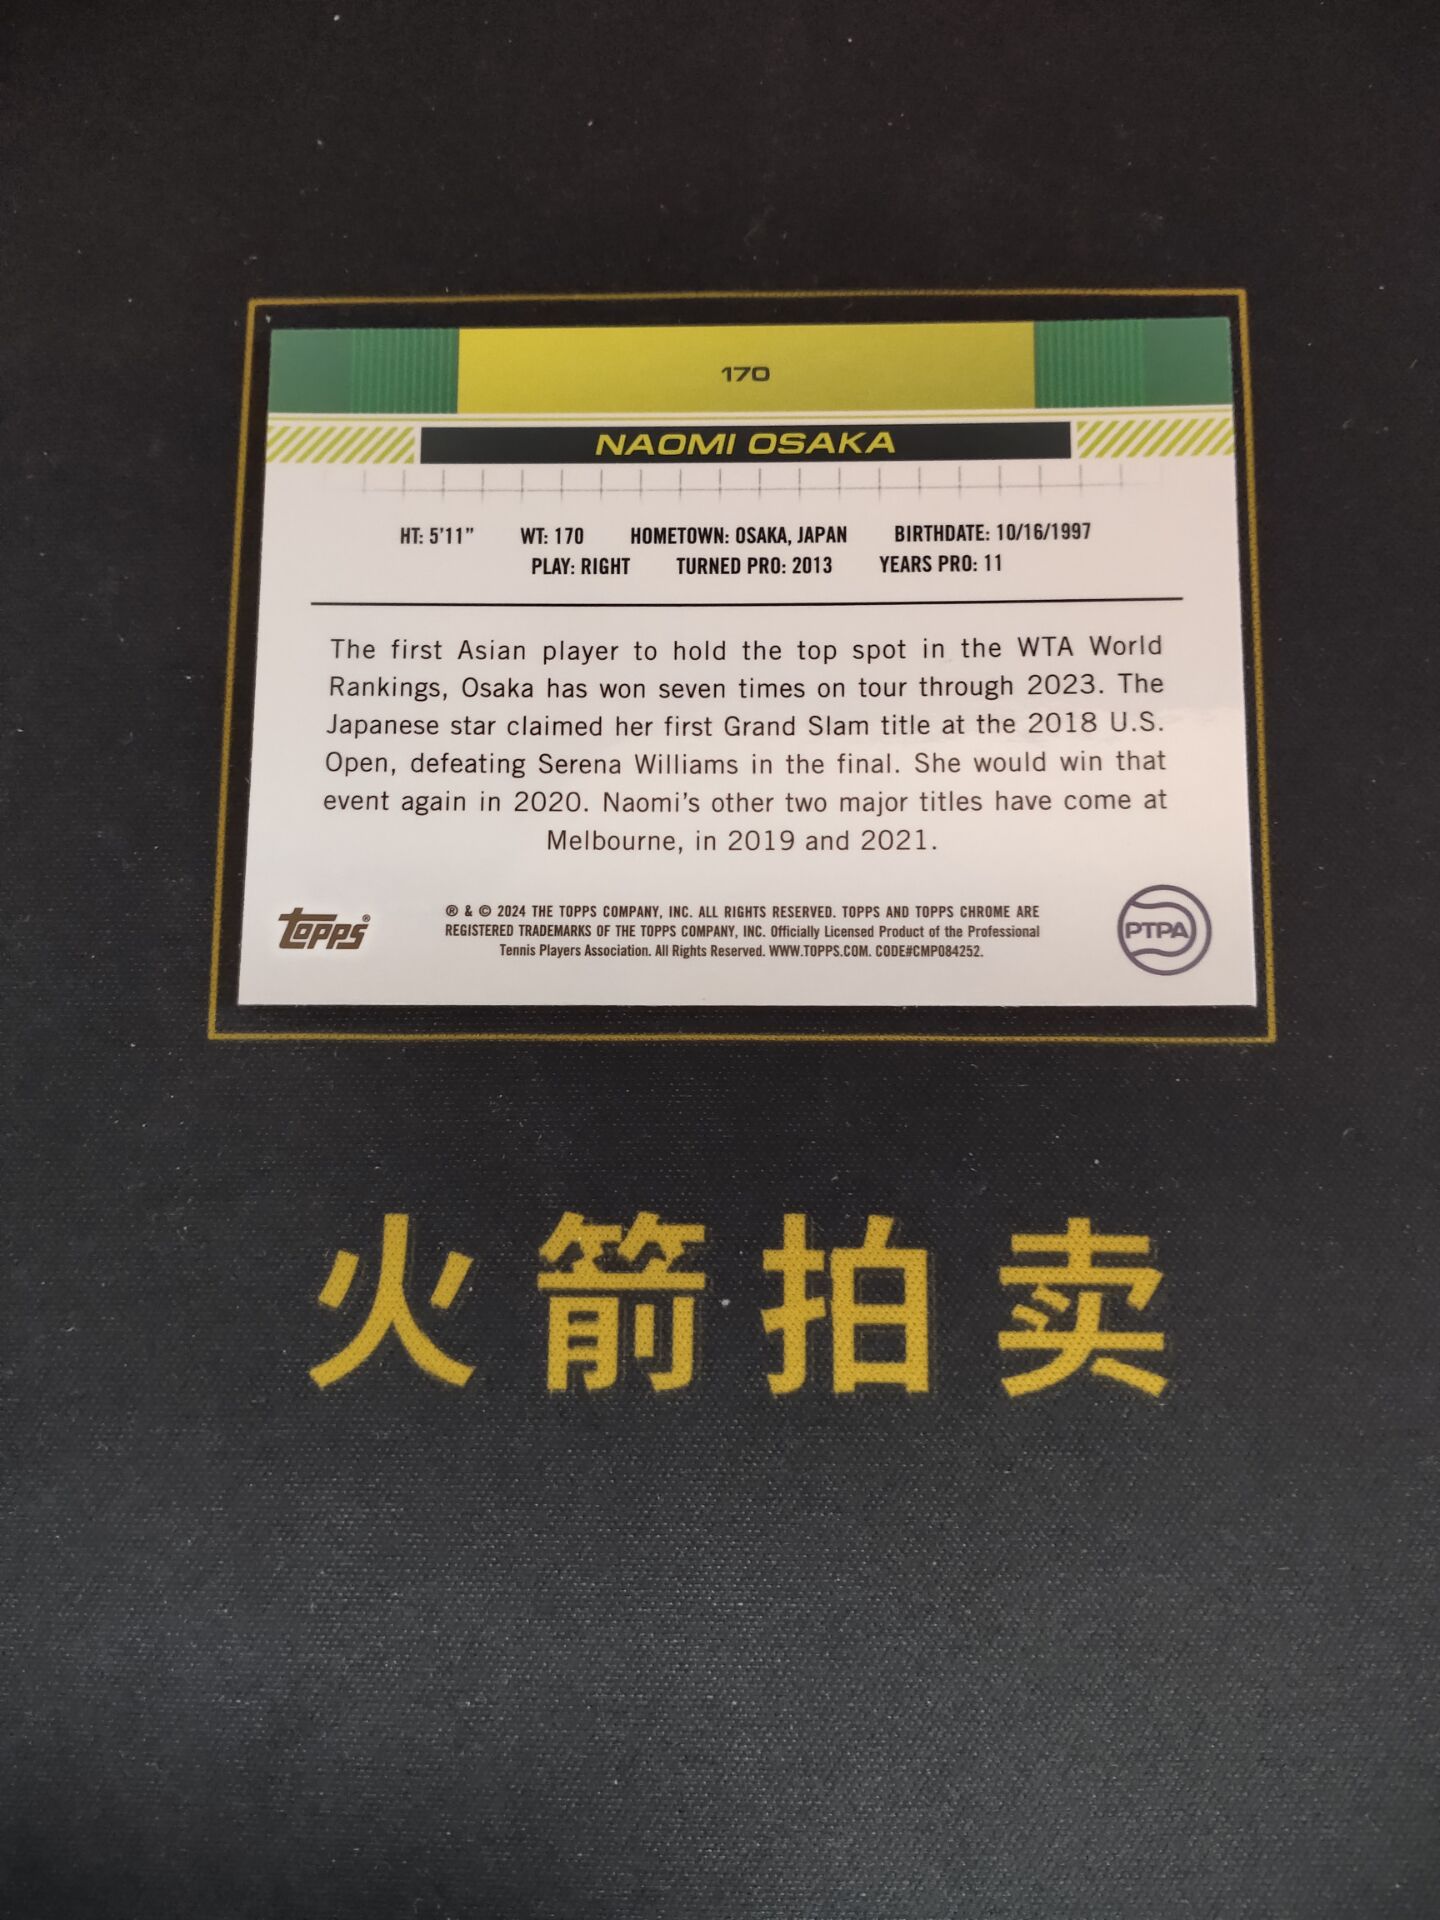 170
NAOMI OSAKA
HT: 5'11" WT: 170 HOMETOWN: OSAKA, JAPAN BIRTHDATE: 10/16/1997
PLAY: RIGHT TURNED PRO: 2013 YEARS PRO: 11
The first Asian player to hold the top spot in the WTA World
Rankings, Osaka has won seven times on tour through 2023. The
Japanese star claimed her first Grand Slam title at the 2018 U.S.
Open, defeating Serena Williams in the final. She would win that
event again in 2020. Naomi's other two major titles have come at
Melbourne, in 2019 and 2021.
Topps®
® & © 2024 THE TOPPS COMPANY, INC. ALL RIGHTS RESERVED. TOPPS AND TOPPS CHROME ARE
REGISTERED TRADEMARKS OF THE TOPPS COMPANY, INC. Officially Licensed Product of the Professional
Tennis Players Association. All Rights Reserved. WWW.TOPPS.COM. CODE#CMP084252.
PTPA
火箭拍卖